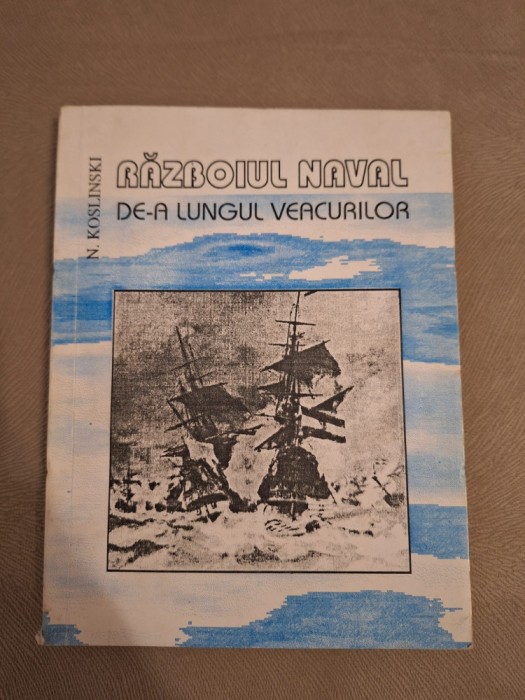 N. KOSLINSKI
RĂZBOIUL NAVAL
DE-A LUNGUL VEACURILOR